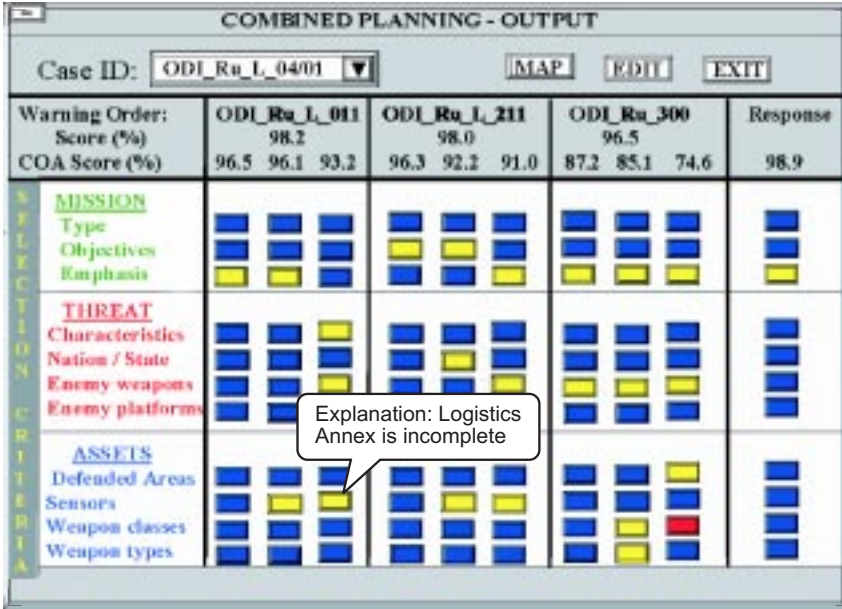 COMBINED PLANNING - OUTPUT
Case ID: ODI_Ru_L_04/01 MAP EDIT EXIT
Warning Order: ODI_Ru_L_011 ODI_Ru_L_211 ODI_Ru_300 Response
Score (%) 98.2 98.0 96.5
COA Score (%) 96.5 96.1 93.2 96.3 92.2 91.0 87.2 85.1 74.6 98.9
SELECTION CRITERIA
MISSION
Type
Objectives
Emphasis
THREAT
Characteristics
Nation / State
Enemy weapons
Enemy platforms
Explanation: Logistics
Annex is incomplete
ASSETS
Defended Areas
Sensors
Weapon classes
Weapon types